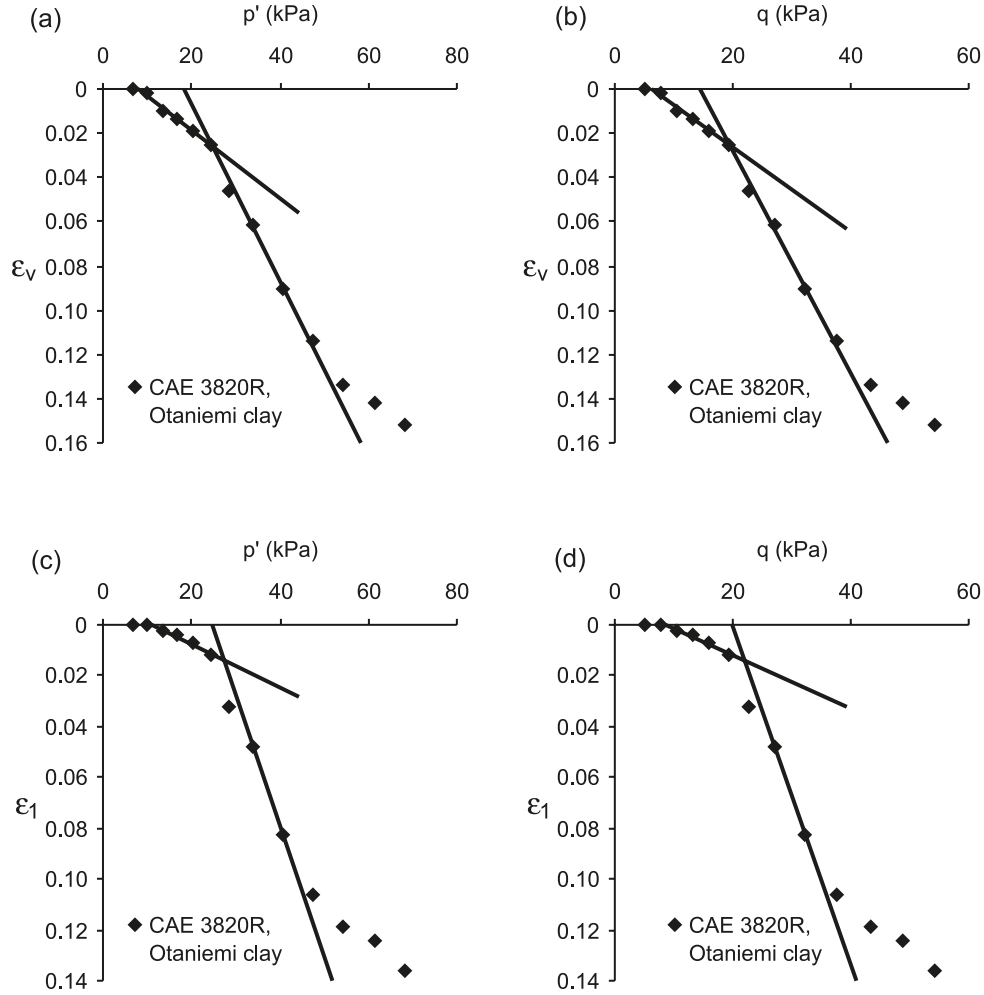 (a)
p' (kPa)
0 20 40 60 80
0
0.02
0.04
0.06
0.08
0.10
0.12
0.14
0.16
εv
CAE 3820R,
Otaniemi clay
(b)
q (kPa)
0 20 40 60
0
0.02
0.04
0.06
0.08
0.10
0.12
0.14
0.16
εv
CAE 3820R,
Otaniemi clay
(c)
p' (kPa)
0 20 40 60 80
0
0.02
0.04
0.06
0.08
0.10
0.12
0.14
ε1
CAE 3820R,
Otaniemi clay
(d)
q (kPa)
0 20 40 60
0
0.02
0.04
0.06
0.08
0.10
0.12
0.14
ε1
CAE 3820R,
Otaniemi clay